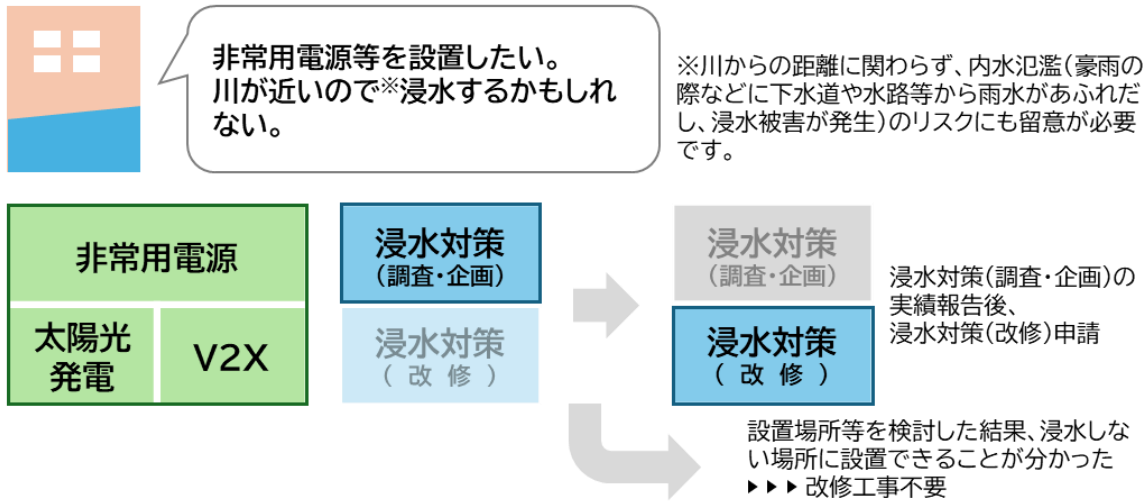 非常用電源等を設置したい。
川が近いので※浸水するかもしれ
ない。
※川からの距離に関わらず、内水氾濫(豪雨の
際などに下水道や水路等から雨水があふれだ
し、浸水被害が発生)のリスクにも留意が必要
です。
非常用電源
太陽光
発電
V2X
浸水対策
(調査・企画)
浸水対策
(改修)
浸水対策
(調査・企画)
浸水対策
(改修)
浸水対策(調査・企画)の
実績報告後、
浸水対策(改修)申請
設置場所等を検討した結果、浸水しな
い場所に設置できることが分かった
▶▶▶改修工事不要